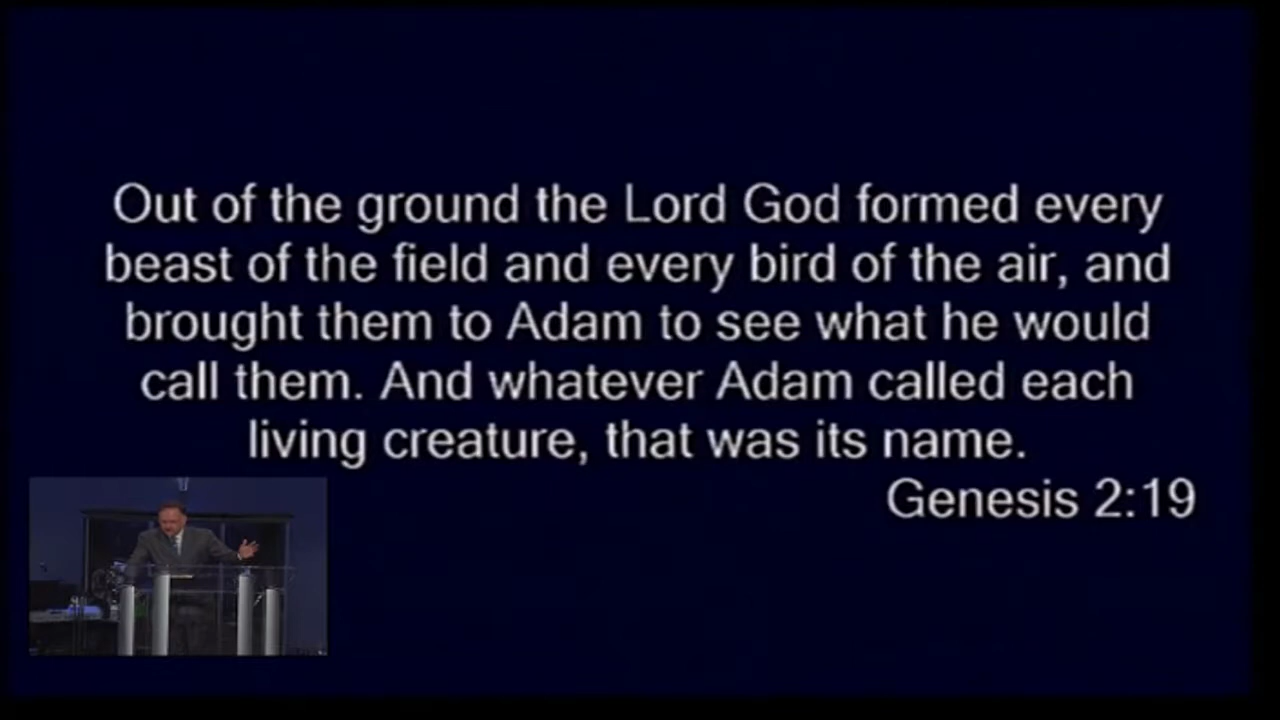 Out of the ground the Lord God formed every
beast of the field and every bird of the air, and
brought them to Adam to see what he would
call them. And whatever Adam called each
living creature, that was its name.
Genesis 2:19